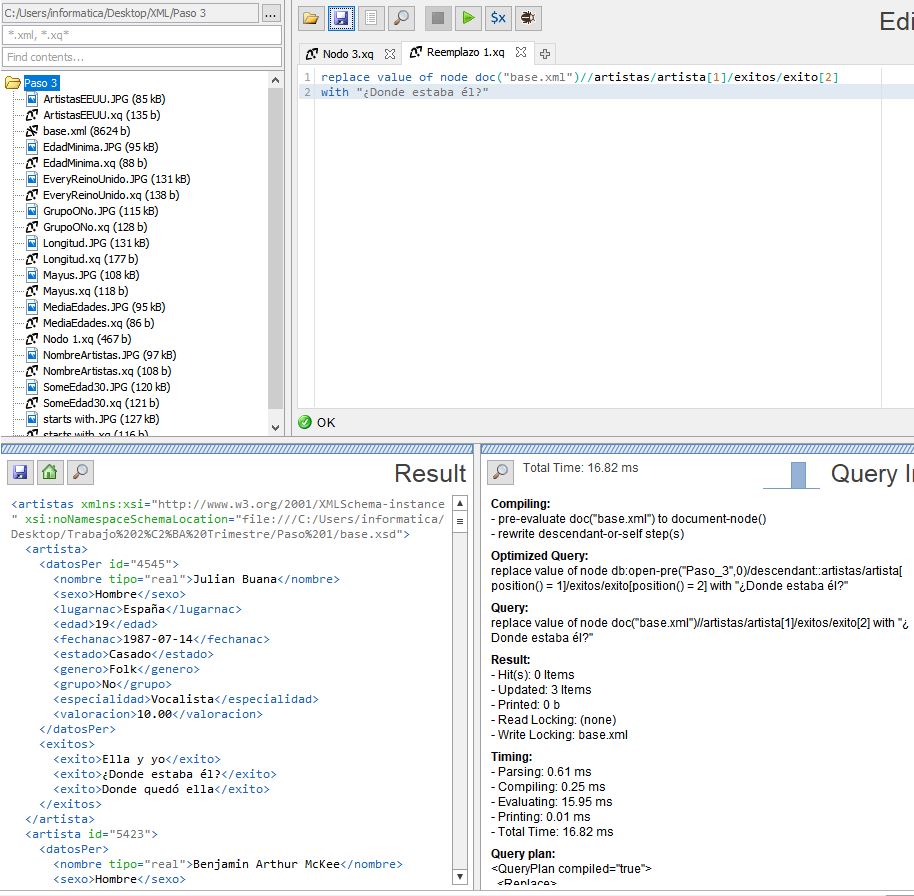 C:/Users/informatica/Desktop/XML/Paso 3
...
*.xml, *.xq*
Find contents...
Paso 3
ArtistasEEUU.JPG (85 kB)
ArtistasEEUU.xq (135 b)
base.xml (8624 b)
EdadMinima.JPG (95 kB)
EdadMinima.xq (88 b)
EveryReinoUnido.JPG (131 kB)
EveryReinoUnido.xq (138 b)
GrupoONo.JPG (115 kB)
GrupoONo.xq (128 b)
Longitud.JPG (131 kB)
Longitud.xq (177 b)
Mayus.JPG (108 kB)
Mayus.xq (118 b)
MediaEdades.JPG (95 kB)
MediaEdades.xq (86 b)
Nodo 1.xq (467 b)
NombreArtistas.JPG (97 kB)
NombreArtistas.xq (108 b)
SomeEdad30.JPG (120 kB)
SomeEdad30.xq (121 b)
starts with.JPG (127 kB)
starts with.xq (116 b)
$x
Edi
Nodo 3.xq
Reemplazo 1.xq
1 replace value of node doc("base.xml")//artistas/artista[1]/exitos/exito[2]
2 with "¿Donde estaba él?"
OK
Result
<artistas xmlns:xsi="http://www.w3.org/2001/XMLSchema-instance
" xsi:noNamespaceSchemaLocation="file:///C:/Users/informatica/
Desktop/Trabajo%202%C2%BA%20Trimestre/Paso%201/base.xsd">
<artista>
<datosPer id="4545">
<nombre tipo="real">Julian Buana</nombre>
<sexo>Hombre</sexo>
<lugarnac>España</lugarnac>
<edad>19</edad>
<fechanac>1987-07-14</fechanac>
<estado>Casado</estado>
<genero>Folk</genero>
<grupo>No</grupo>
<especialidad>Vocalista</especialidad>
<valoracion>10.00</valoracion>
</datosPer>
<exitos>
<exito>Ella y yo</exito>
<exito>¿Donde estaba él?</exito>
<exito>Donde quedó ella</exito>
</exitos>
</artista>
<artista id="5423">
<datosPer>
<nombre tipo="real">Benjamin Arthur McKee</nombre>
<sexo>Hombre</sexo>
Total Time: 16.82 ms
Query In
Compiling:
- pre-evaluate doc("base.xml") to document-node()
- rewrite descendant-or-self step(s)
Optimized Query:
replace value of node db:open-pre("Paso_3",0)/descendant::artistas/artista[
position() = 1]/exitos/exito[position() = 2] with "¿Donde estaba él?"
Query:
replace value of node doc("base.xml")//artistas/artista[1]/exitos/exito[2] with "¿
Donde estaba él?"
Result:
- Hit(s): 0 Items
- Updated: 3 Items
- Printed: 0 b
- Read Locking: (none)
- Write Locking: base.xml
Timing:
- Parsing: 0.61 ms
- Compiling: 0.25 ms
- Evaluating: 15.95 ms
- Printing: 0.01 ms
- Total Time: 16.82 ms
Query plan:
<QueryPlan compiled="true">
<Replace>